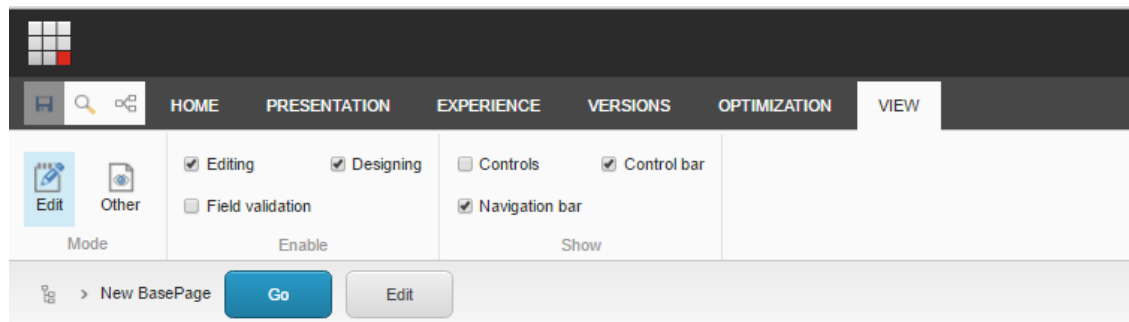 HOME PRESENTATION EXPERIENCE VERSIONS OPTIMIZATION VIEW
Editing Designing Controls Control bar
Edit Other Field validation Navigation bar
Mode Enable Show
New BasePage Go Edit